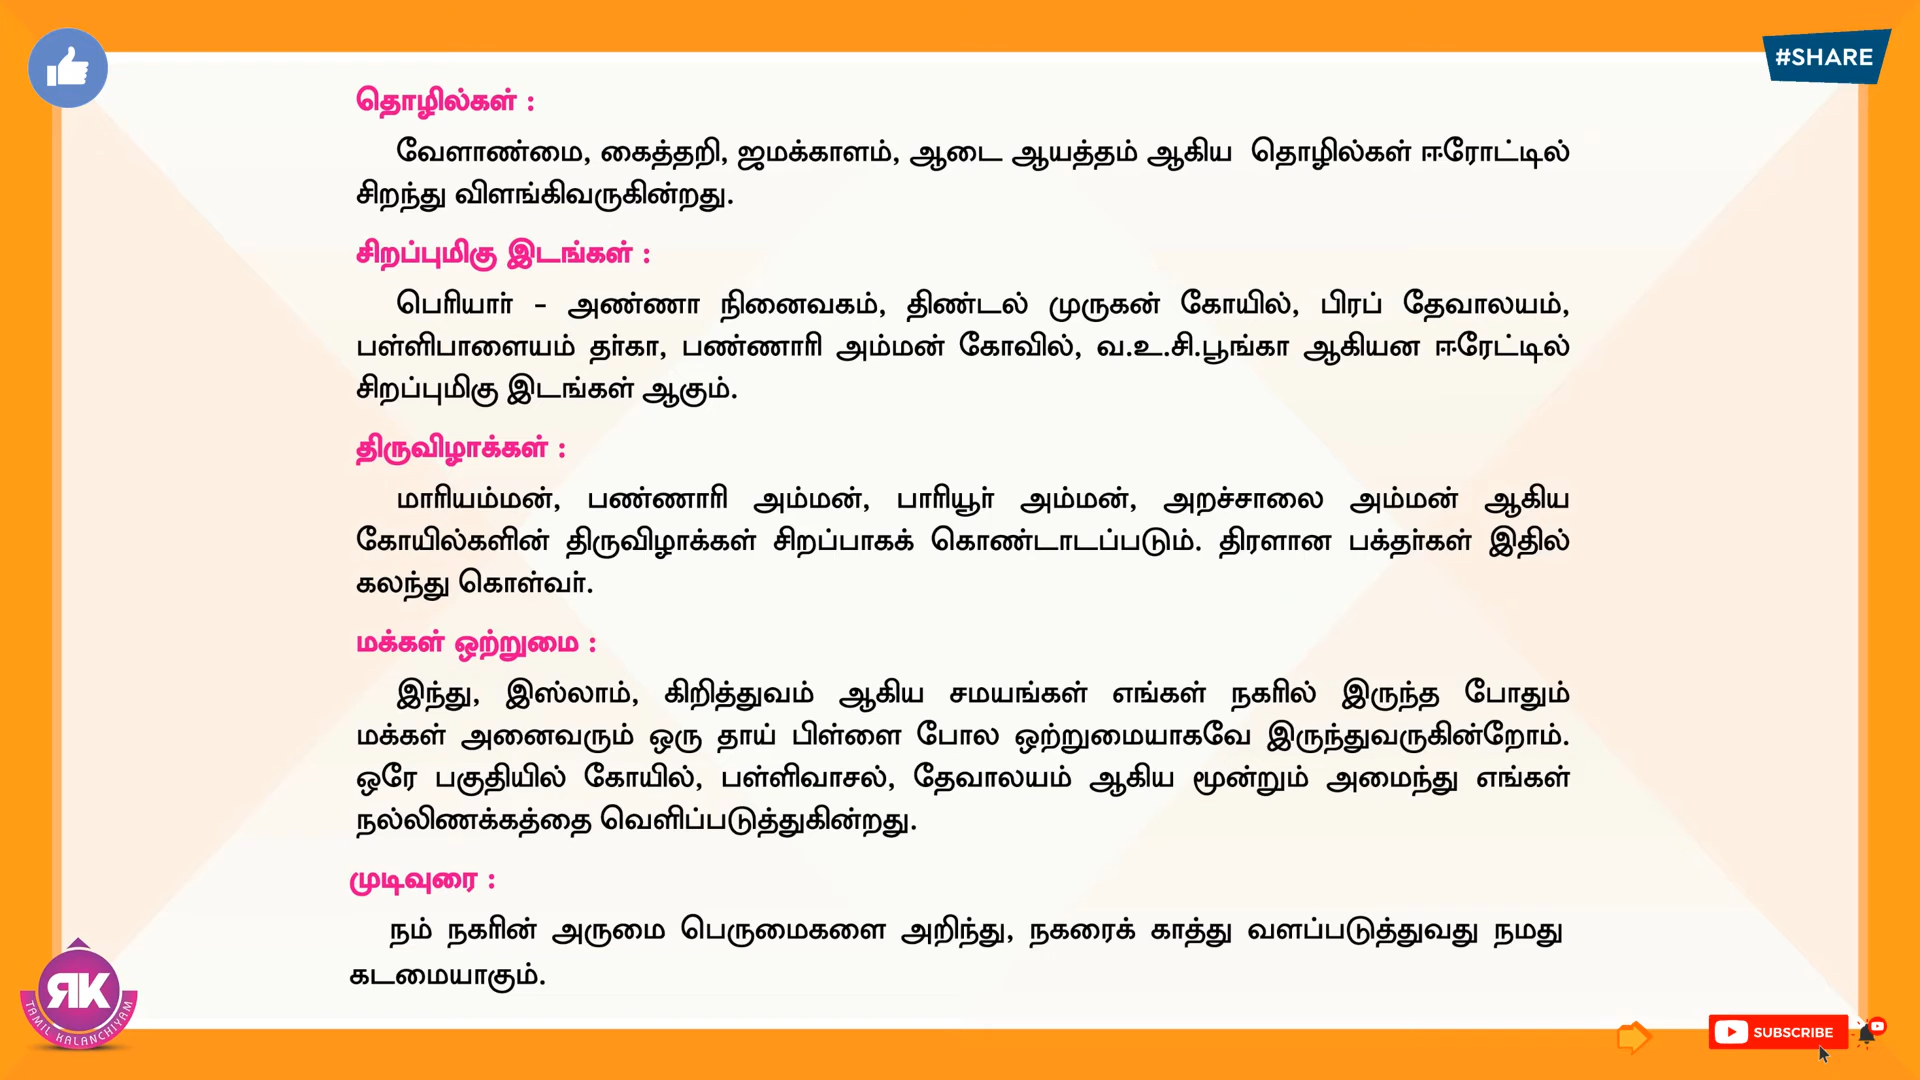 #SHARE
தொழில்கள் :
வேளாண்மை, கைத்தறி, ஜமக்காளம், ஆடை ஆயத்தம் ஆகிய தொழில்கள் ஈரோட்டில்
சிறந்து விளங்கிவருகின்றது.
சிறப்புமிகு இடங்கள் :
பெரியார் - அண்ணா நினைவகம், திண்டல் முருகன் கோயில், பிரப் தேவாலயம்,
பள்ளிபாளையம் தர்கா, பண்ணாரி அம்மன் கோவில், வ.உ.சி.பூங்கா ஆகியன ஈரேட்டில்
சிறப்புமிகு இடங்கள் ஆகும்.
திருவிழாக்கள் :
மாரியம்மன், பண்ணாரி அம்மன், பாரியூர் அம்மன், அறச்சாலை அம்மன் ஆகிய
கோயில்களின் திருவிழாக்கள் சிறப்பாகக் கொண்டாடப்படும். திரளான பக்தர்கள் இதில்
கலந்து கொள்வர்.
மக்கள் ஒற்றுமை :
இந்து, இஸ்லாம், கிறித்துவம் ஆகிய சமயங்கள் எங்கள் நகரில் இருந்த போதும்
மக்கள் அனைவரும் ஒரு தாய் பிள்ளை போல ஒற்றுமையாகவே இருந்துவருகின்றோம்.
ஒரே பகுதியில் கோயில், பள்ளிவாசல், தேவாலயம் ஆகிய மூன்றும் அமைந்து எங்கள்
நல்லிணக்கத்தை வெளிப்படுத்துகின்றது.
முடிவுரை :
நம் நகரின் அருமை பெருமைகளை அறிந்து, நகரைக் காத்து வளப்படுத்துவது நமது
கடமையாகும்.
RK
TAMIL KALANCHIYAM
SUBSCRIBE